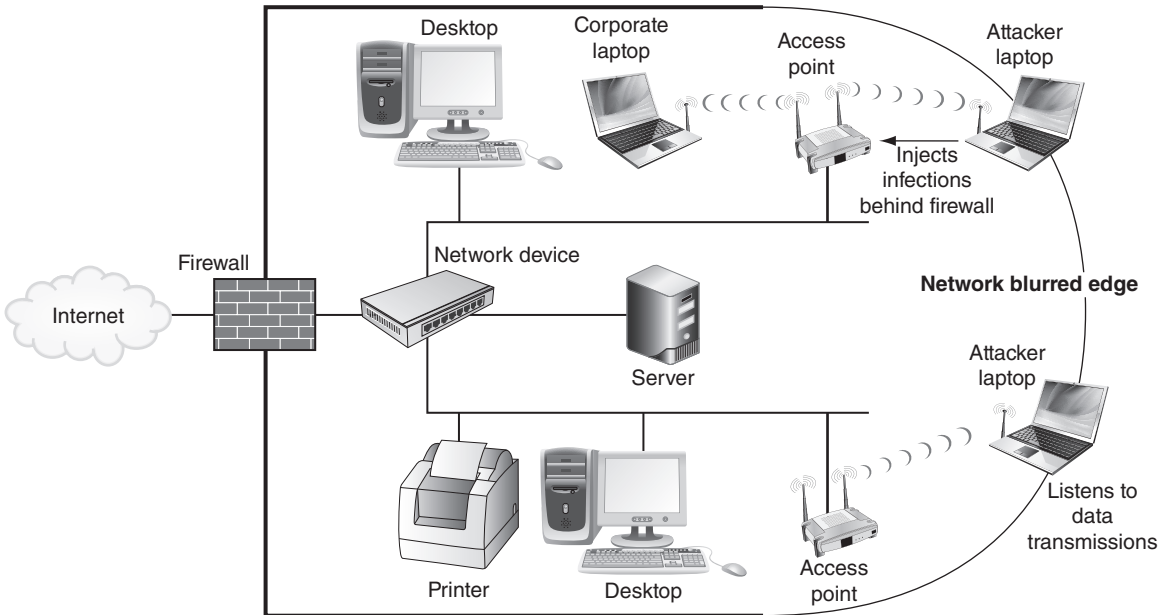 Desktop
Corporate
laptop
Access
point
Attacker
laptop
Injects
infections
behind firewall
Firewall
Network device
Internet
Network blurred edge
Server
Attacker
laptop
Listens to
data
transmissions
Printer
Desktop
Access
point